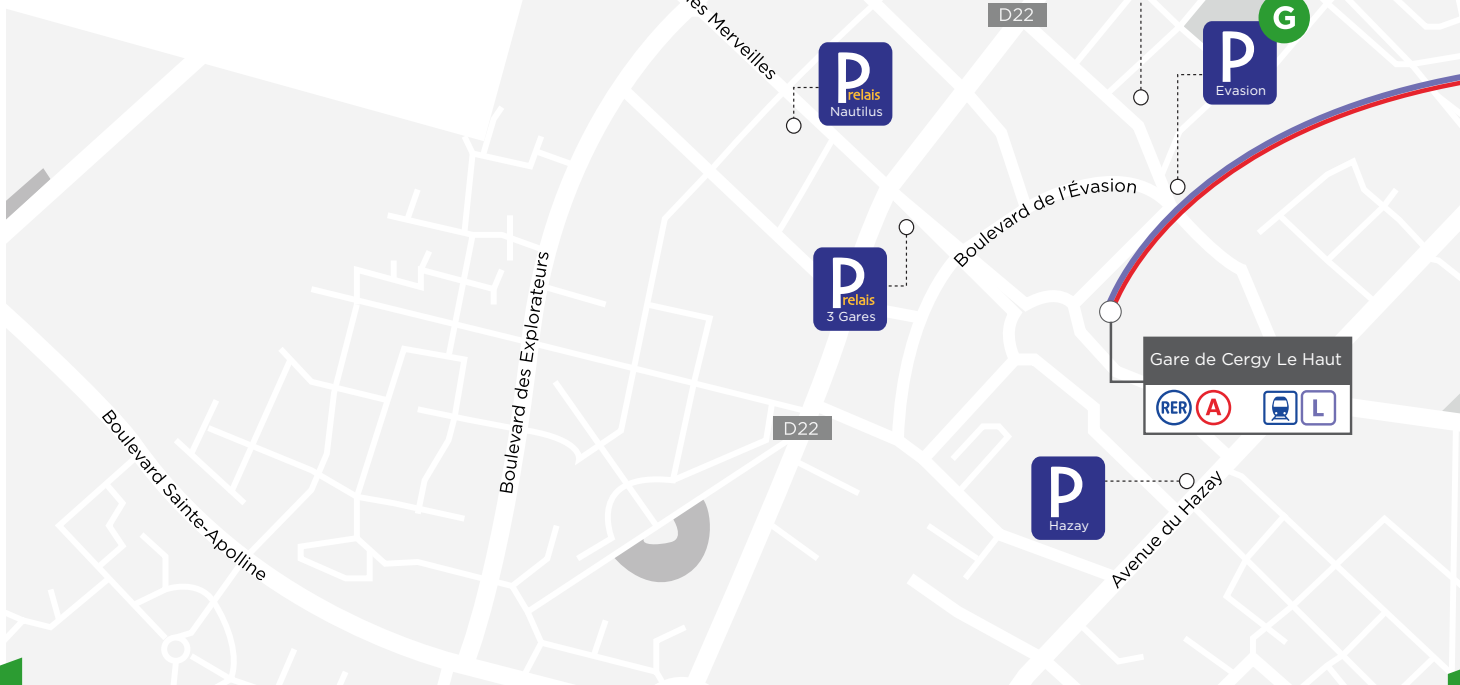 D22
G
es Merveilles
P
Evasion
P
relais
Nautilus
Boulevard de l'Évasion
P
relais
3 Gares
Boulevard des Explorateurs
Gare de Cergy Le Haut
RER A L
D22
Boulevard Sainte-Apolline
P
Hazay
Avenue du Hazay